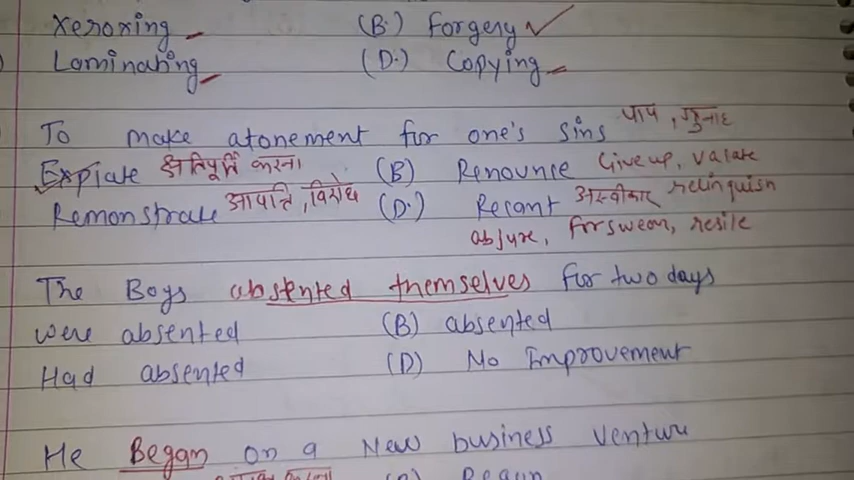 Xeroxing (B.) Forgery
Laminating (D.) Copying
To make atonement for one's sins पाप, गुनाह
Expiate क्षतिपूर्ति करना (B) Renounce Give up, vacate
Remonstrate आपत्ति, विरोध (D.) Recant अस्वीकार relinquish
abjure, forswear, resile
The Boys absented themselves for two days
were absented (B) absented
Had absented (D) No Improvement
He Began on a New business venture
Begun